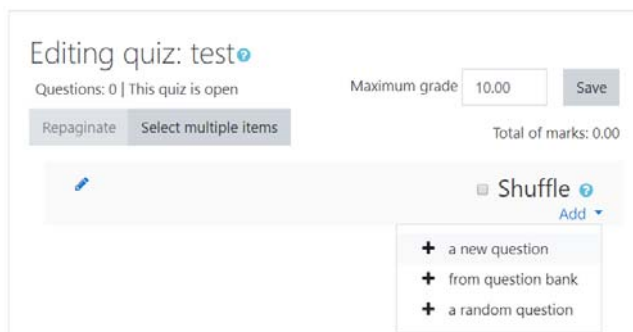 Editing quiz: test
Questions: 0 | This quiz is open
Maximum grade 10.00 Save
Repaginate Select multiple items
Total of marks: 0.00
Shuffle
Add
a new question
from question bank
a random question